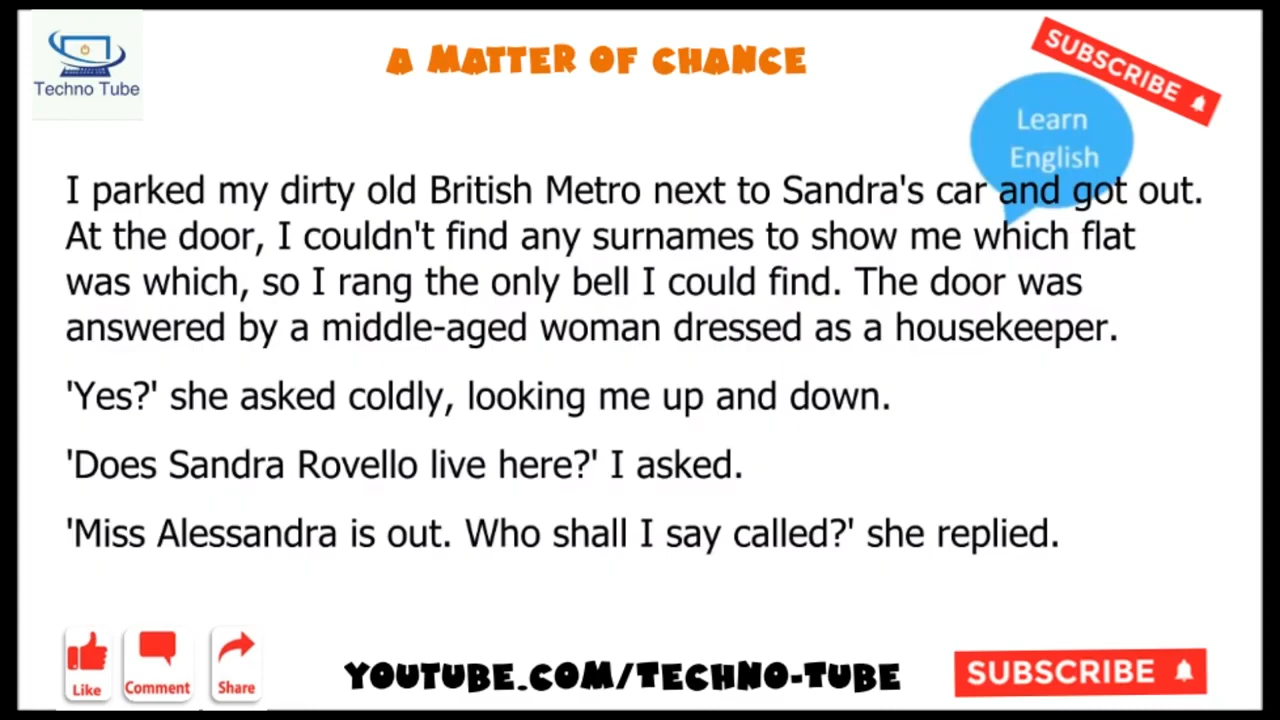 A MATTER OF CHANCE
SUBSCRIBE
Techno Tube
Learn
English
I parked my dirty old British Metro next to Sandra's car and got out.
At the door, I couldn't find any surnames to show me which flat
was which, so I rang the only bell I could find. The door was
answered by a middle-aged woman dressed as a housekeeper.
'Yes?' she asked coldly, looking me up and down.
'Does Sandra Rovello live here?' I asked.
'Miss Alessandra is out. Who shall I say called?' she replied.
Like
Comment
Share
YOUTUBE.COM/TECHNO-TUBE
SUBSCRIBE